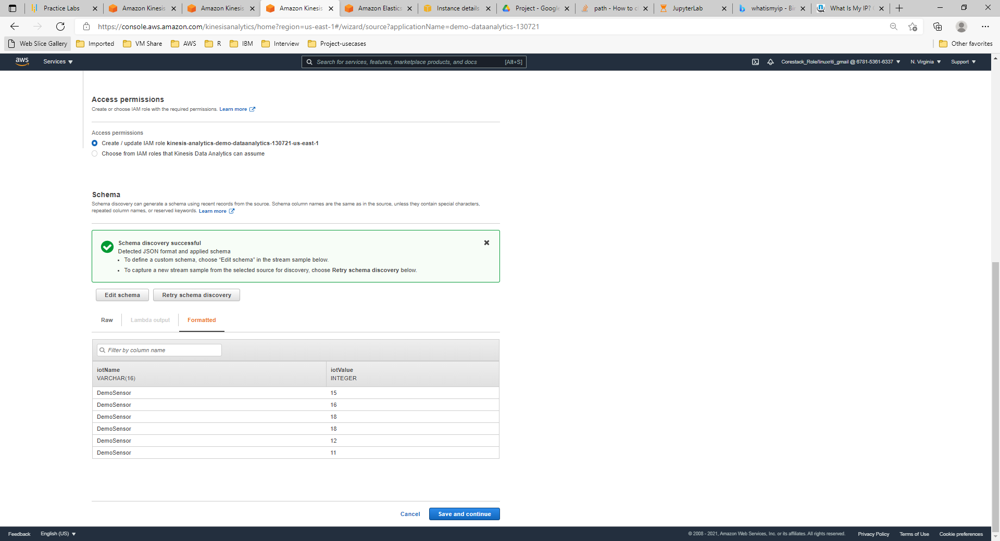 Practice Labs
Amazon Kinesis
Amazon Kinesis
Amazon Kinesis
Amazon Elastics
Instance details
Project - Google
path - How to c
JupyterLab
whatismyip - Bin
What Is My IP?
https://console.aws.amazon.com/kinesisanalytics/home?region=us-east-1#/wizard/source?applicationName=demo-dataanalytics-130721
Web Slice Gallery
Imported
VM Share
AWS
R
IBM
Interview
Project-usecases
Other favorites
aws
Services
Search for services, features, marketplace products, and docs
[Alt+S]
Corestack_Role/linuxriti_gmail @ 6781-5361-6337
N. Virginia
Support
Access permissions
Create or choose IAM role with the required permissions. Learn more
Access permissions
Create / update IAM role kinesis-analytics-demo-dataanalytics-130721-us-east-1
Choose from IAM roles that Kinesis Data Analytics can assume
Schema
Schema discovery can generate a schema using recent records from the source. Schema column names are the same as in the source, unless they contain special characters,
repeated column names, or reserved keywords. Learn more
Schema discovery successful
Detected JSON format and applied schema
• To define a custom schema, choose “Edit schema” in the stream sample below.
• To capture a new stream sample from the selected source for discovery, choose Retry schema discovery below.
Edit schema
Retry schema discovery
Raw
Lambda output
Formatted
Filter by column name
iotName
VARCHAR(16)
iotValue
INTEGER
DemoSensor 15
DemoSensor 16
DemoSensor 18
DemoSensor 18
DemoSensor 12
DemoSensor 11
Cancel
Save and continue
Feedback
English (US)
© 2008 - 2021, Amazon Web Services, Inc. or its affiliates. All rights reserved.
Privacy Policy
Terms of Use
Cookie preferences